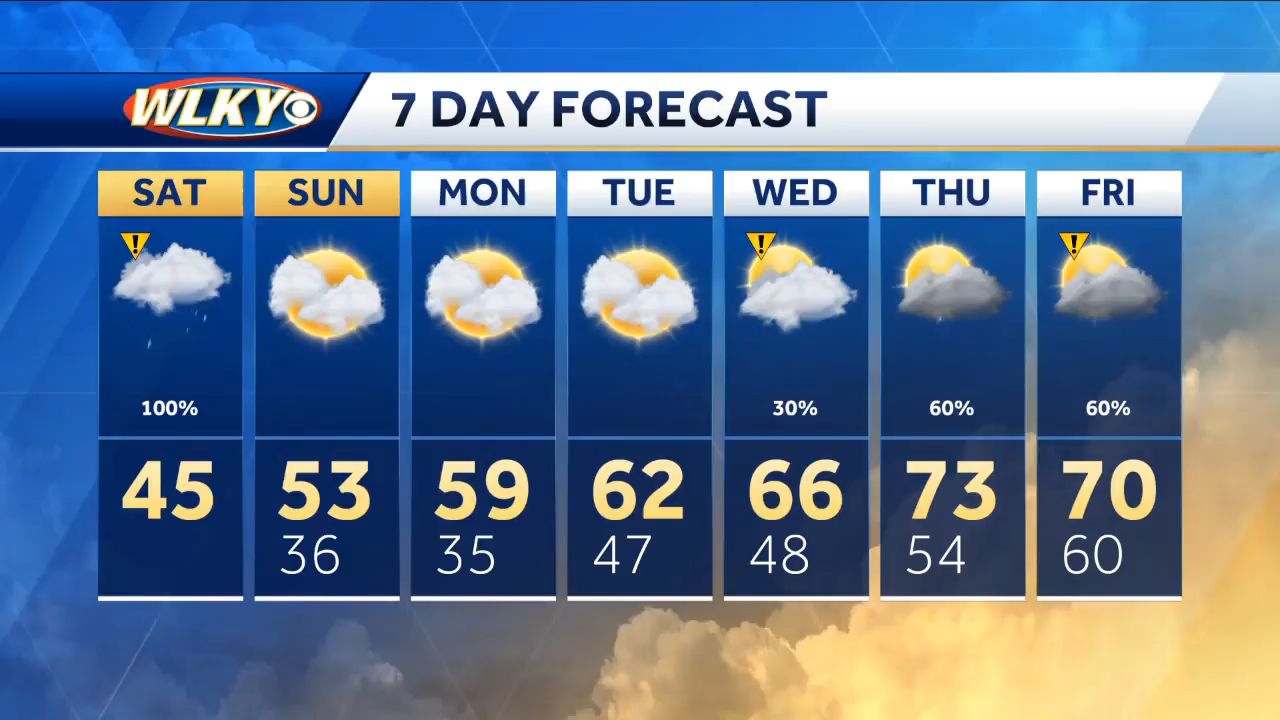 WLKY
7 DAY FORECAST
SAT SUN MON TUE WED THU FRI
! ! !
100% 30% 60% 60%
45 53 59 62 66 73 70
36 35 47 48 54 60